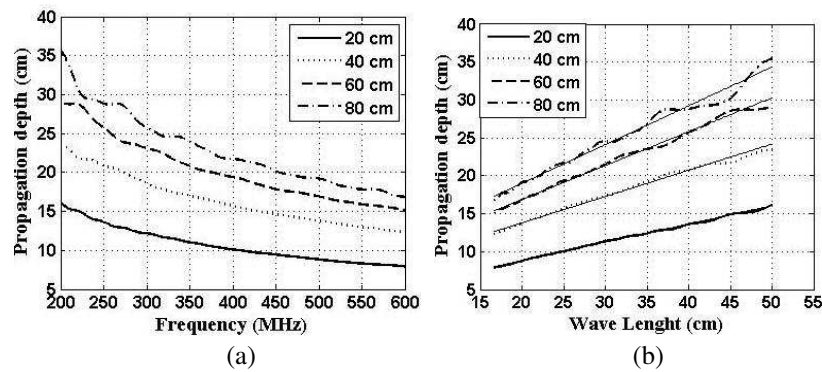 40
35
30
25
20
15
10
5
Propagation depth (cm)
20 cm
40 cm
60 cm
80 cm
200 250 300 350 400 450 500 550 600
Frequency (MHz)
(a)
40
35
30
25
20
15
10
5
Propagation depth (cm)
20 cm
40 cm
60 cm
80 cm
15 20 25 30 35 40 45 50 55
Wave Lenght (cm)
(b)